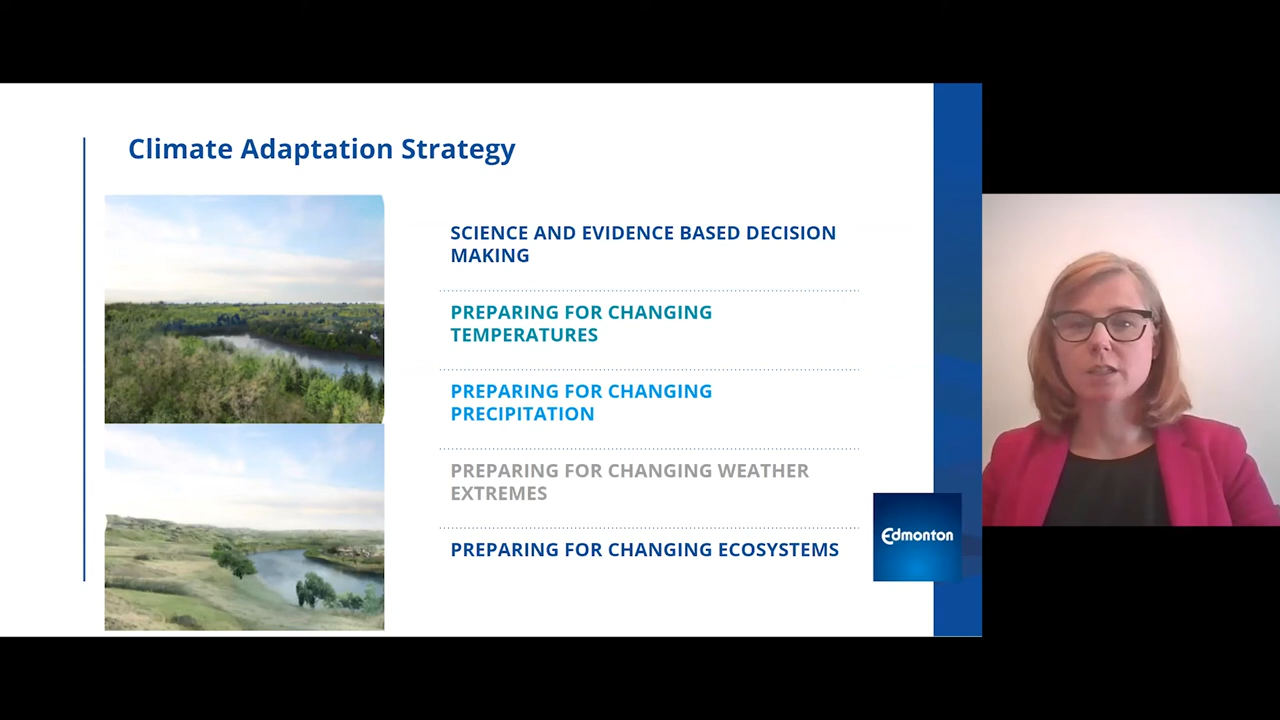 Climate Adaptation Strategy
SCIENCE AND EVIDENCE BASED DECISION
MAKING
PREPARING FOR CHANGING
TEMPERATURES
PREPARING FOR CHANGING
PRECIPITATION
PREPARING FOR CHANGING WEATHER
EXTREMES
PREPARING FOR CHANGING ECOSYSTEMS
Edmonton